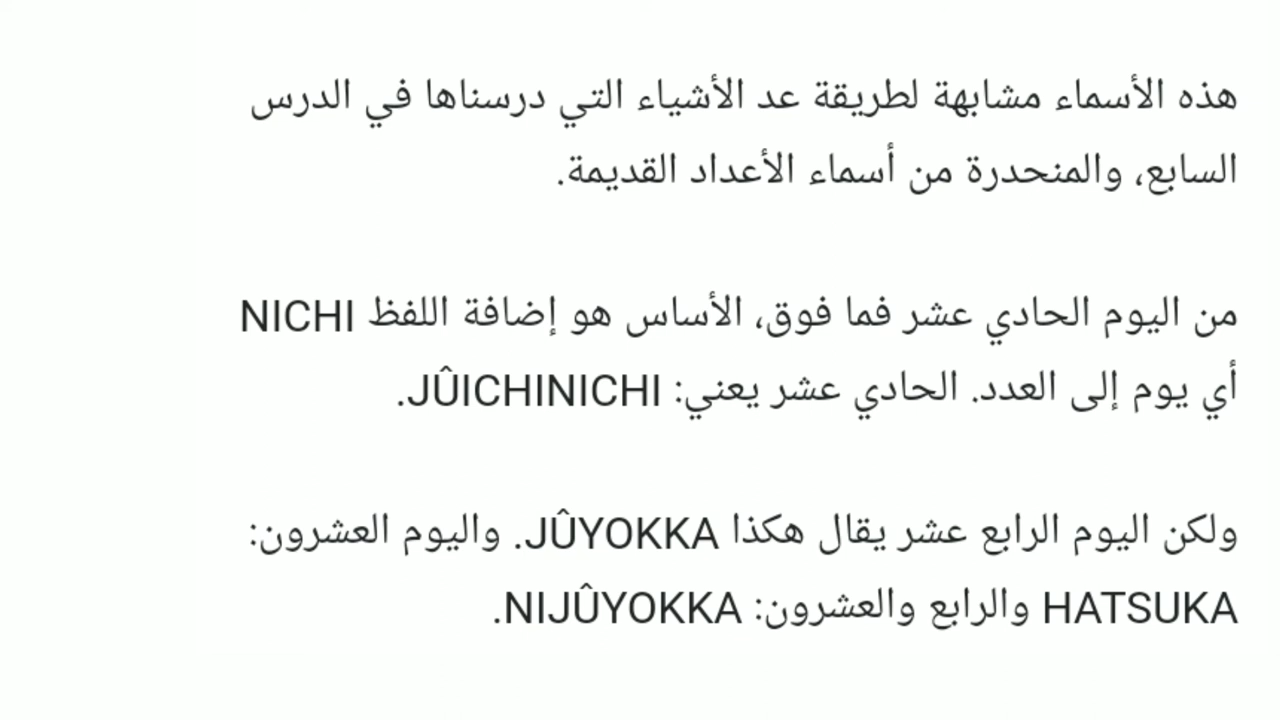 هذه الأسماء مشابهة لطريقة عد الأشياء التي درسناها في الدرس
السابع، والمنحدرة من أسماء الأعداد القديمة.
من اليوم الحادي عشر فما فوق، الأساس هو إضافة اللفظ NICHI
أي يوم إلى العدد. الحادي عشر يعني: JÛICHINICHI.
ولكن اليوم الرابع عشر يقال هكذا JÛYOKKA. واليوم العشرون:
HATSUKA والرابع والعشرون: NIJÛYOKKA.